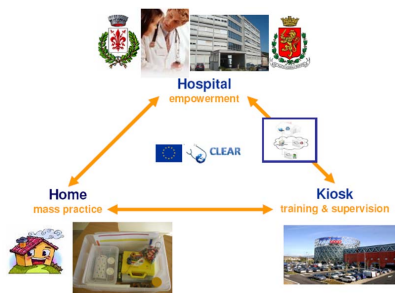 Hospital
empowerment
CLEAR
Home
mass practice
Kiosk
training & supervision